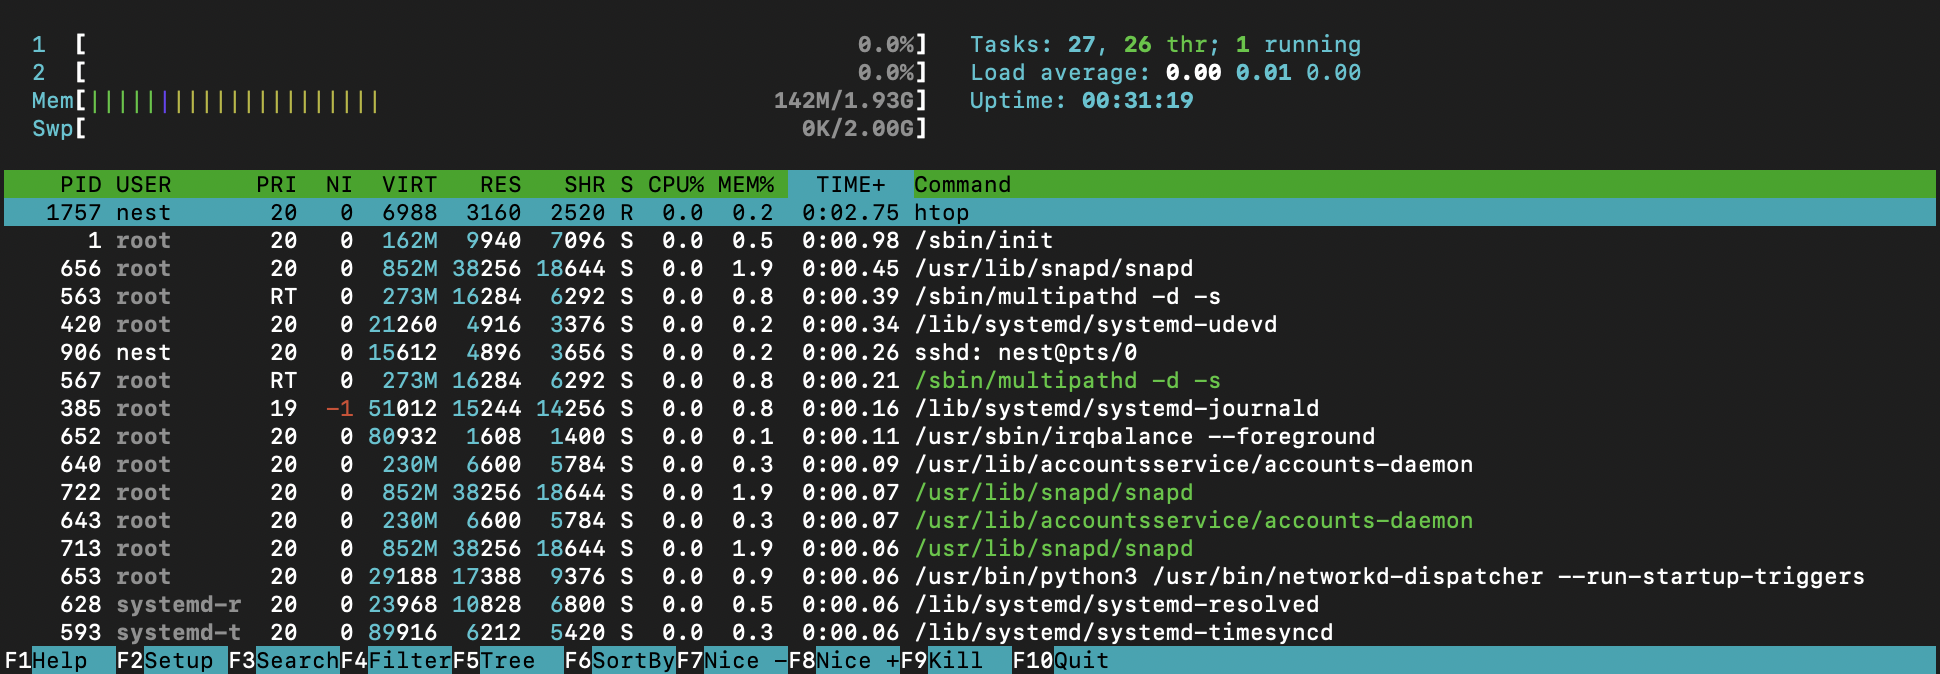 1 [ 0.0%] Tasks: 27, 26 thr; 1 running
2 [ 0.0%] Load average: 0.00 0.01 0.00
Mem[||||||||||||||||||||| 142M/1.93G] Uptime: 00:31:19
Swp[ 0K/2.00G]
PID USER PRI NI VIRT RES SHR S CPU% MEM% TIME+ Command
1757 nest 20 0 6988 3160 2520 R 0.0 0.2 0:02.75 htop
1 root 20 0 162M 9940 7096 S 0.0 0.5 0:00.98 /sbin/init
656 root 20 0 852M 38256 18644 S 0.0 1.9 0:00.45 /usr/lib/snapd/snapd
563 root RT 0 273M 16284 6292 S 0.0 0.8 0:00.39 /sbin/multipathd -d -s
420 root 20 0 21260 4916 3376 S 0.0 0.2 0:00.34 /lib/systemd/systemd-udevd
906 nest 20 0 15612 4896 3656 S 0.0 0.2 0:00.26 sshd: nest@pts/0
567 root RT 0 273M 16284 6292 S 0.0 0.8 0:00.21 /sbin/multipathd -d -s
385 root 19 -1 51012 15244 14256 S 0.0 0.8 0:00.16 /lib/systemd/systemd-journald
652 root 20 0 80932 1608 1400 S 0.0 0.1 0:00.11 /usr/sbin/irqbalance --foreground
640 root 20 0 230M 6600 5784 S 0.0 0.3 0:00.09 /usr/lib/accountsservice/accounts-daemon
722 root 20 0 852M 38256 18644 S 0.0 1.9 0:00.07 /usr/lib/snapd/snapd
643 root 20 0 230M 6600 5784 S 0.0 0.3 0:00.07 /usr/lib/accountsservice/accounts-daemon
713 root 20 0 852M 38256 18644 S 0.0 1.9 0:00.06 /usr/lib/snapd/snapd
653 root 20 0 29188 17388 9376 S 0.0 0.9 0:00.06 /usr/bin/python3 /usr/bin/networkd-dispatcher --run-startup-triggers
628 systemd-r 20 0 23968 10828 6800 S 0.0 0.5 0:00.06 /lib/systemd/systemd-resolved
593 systemd-t 20 0 89916 6212 5420 S 0.0 0.3 0:00.06 /lib/systemd/systemd-timesyncd
F1Help F2Setup F3SearchF4FilterF5Tree F6SortByF7Nice -F8Nice +F9Kill F10Quit